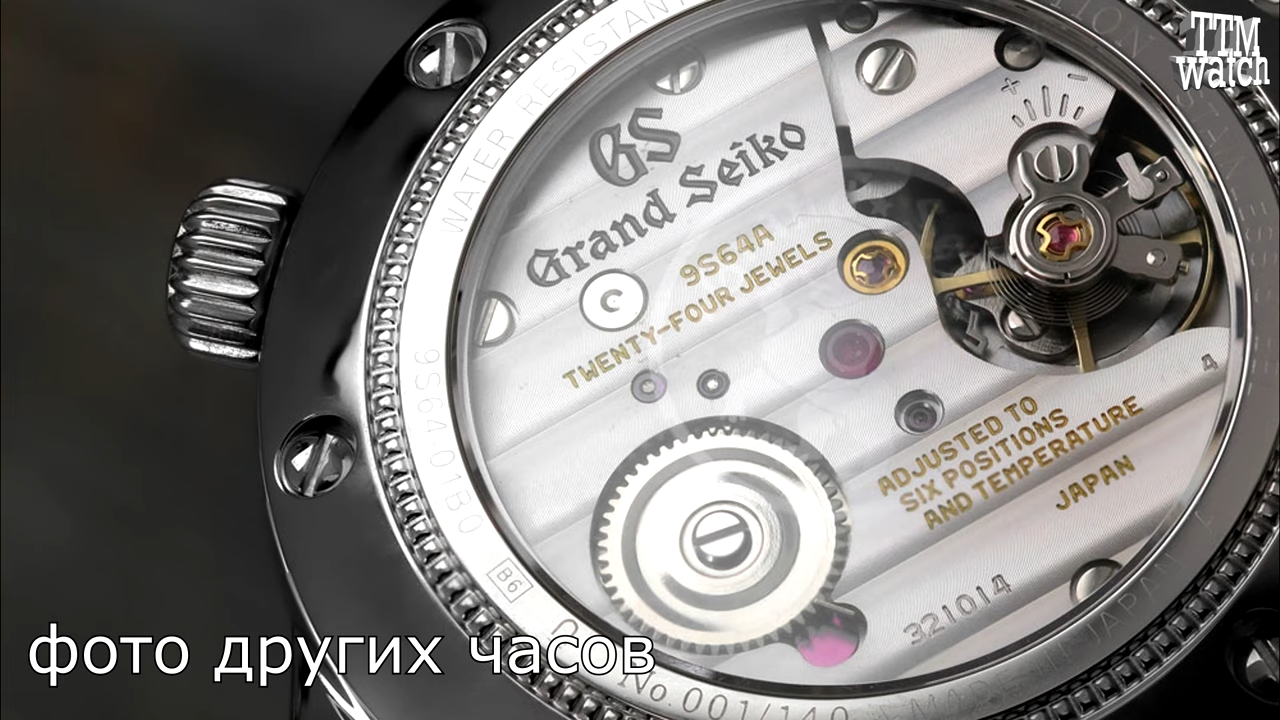 TTM
watch
WATER RESISTANT
GS
Grand Seiko
9S64A
TWENTY-FOUR JEWELS
ADJUSTED TO
SIX POSITIONS
AND TEMPERATURE
JAPAN
4
321014
9S64-01B0
B6
No. 001/140
фото других часов